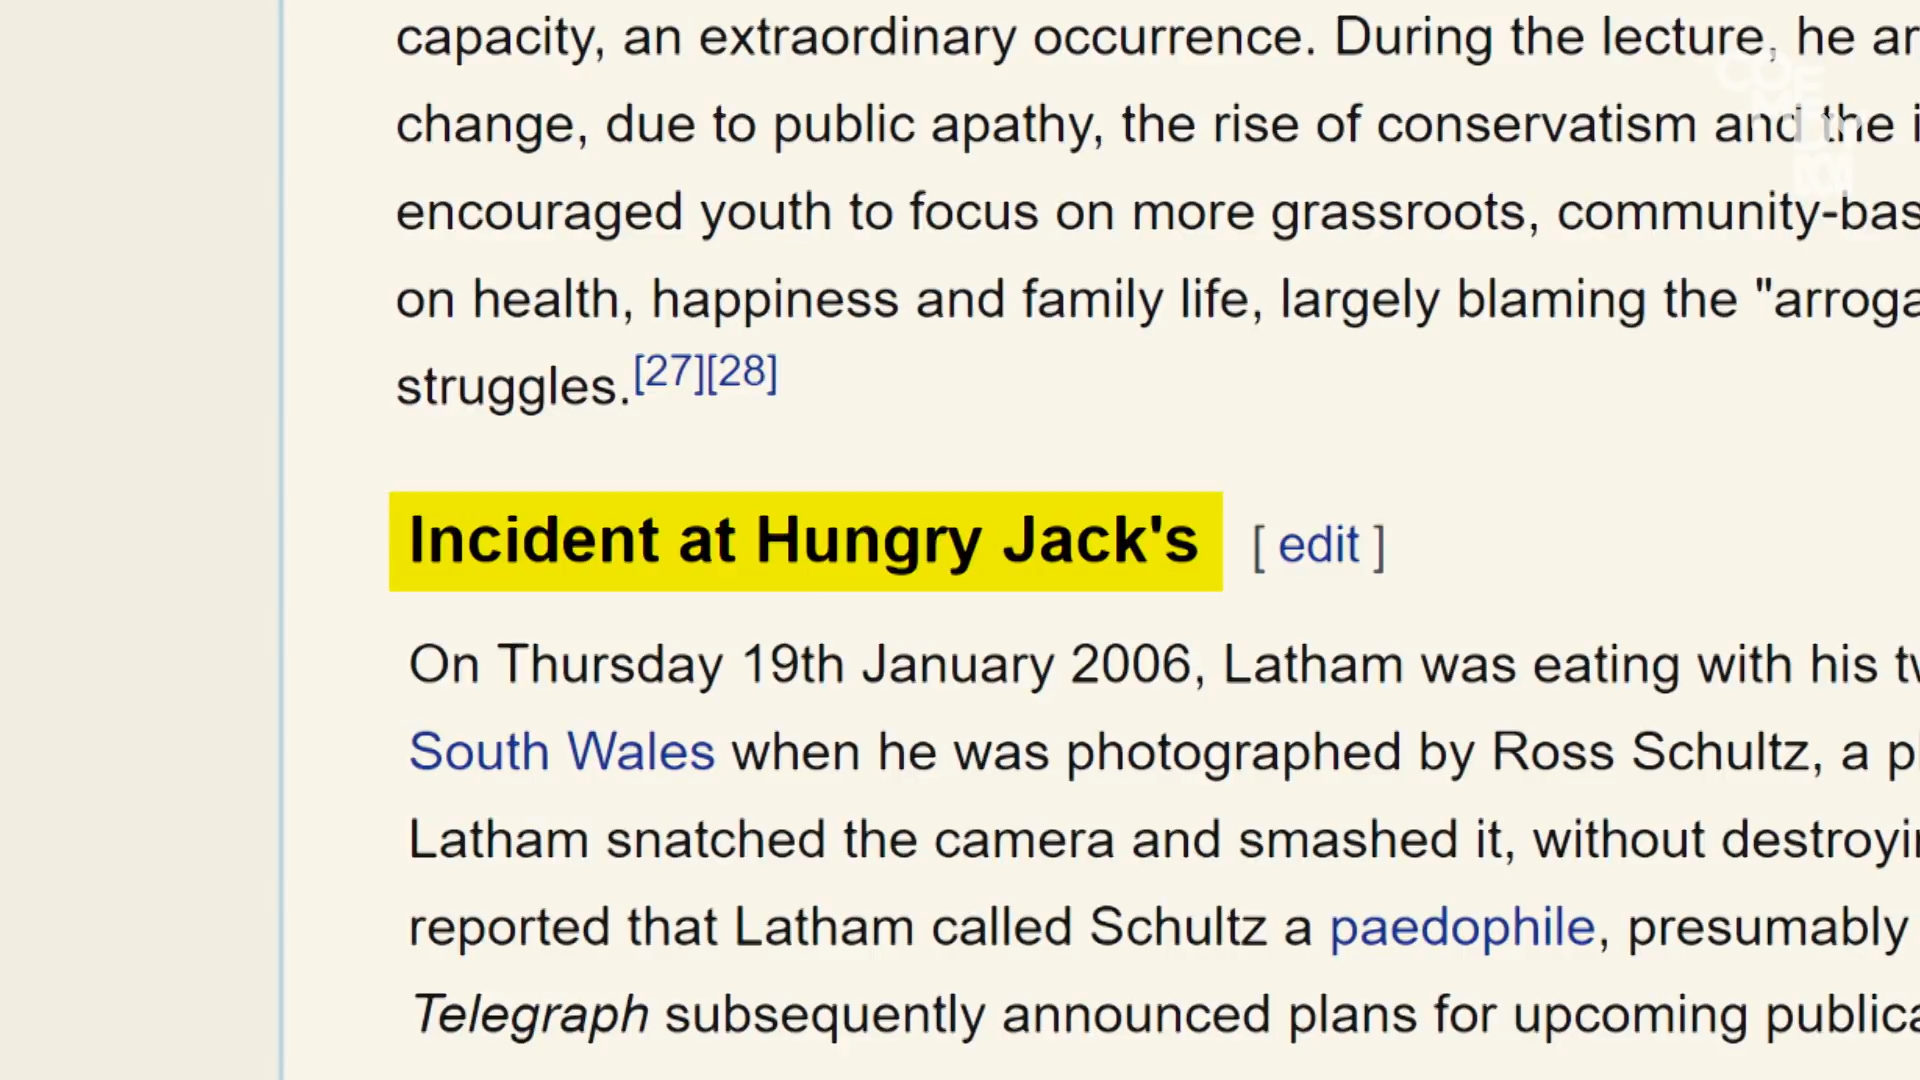 capacity, an extraordinary occurrence. During the lecture, he ar
change, due to public apathy, the rise of conservatism and the i
encouraged youth to focus on more grassroots, community-bas
on health, happiness and family life, largely blaming the "arroga
struggles.[27][28]
Incident at Hungry Jack's [ edit ]
On Thursday 19th January 2006, Latham was eating with his tw
South Wales when he was photographed by Ross Schultz, a p
Latham snatched the camera and smashed it, without destroyin
reported that Latham called Schultz a paedophile, presumably
Telegraph subsequently announced plans for upcoming publica